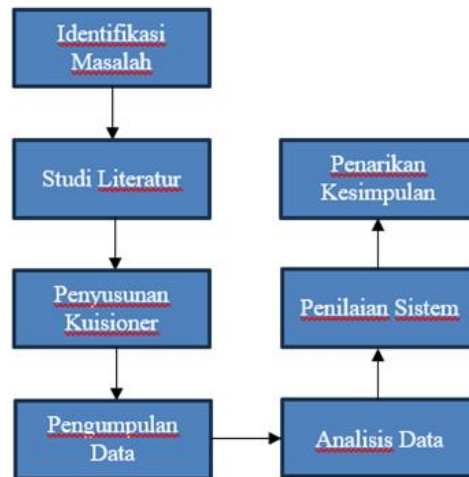 Identifikasi
Masalah
Studi Literatur
Penyusunan
Kuisioner
Pengumpulan
Data
Analisis Data
Penilaian Sistem
Penarikan
Kesimpulan